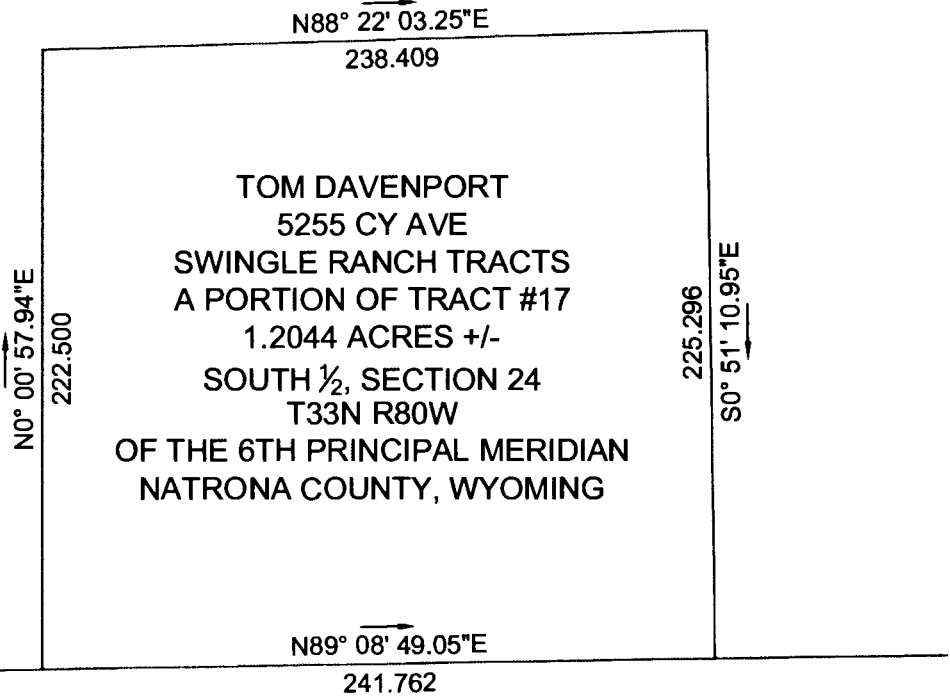 N88° 22' 03.25"E
238.409
TOM DAVENPORT
5255 CY AVE
SWINGLE RANCH TRACTS
A PORTION OF TRACT #17
1.2044 ACRES +/-
SOUTH ½, SECTION 24
T33N R80W
OF THE 6TH PRINCIPAL MERIDIAN
NATRONA COUNTY, WYOMING
N0° 00' 57.94"E
222.500
225.296
S0° 51' 10.95"E
N89° 08' 49.05"E
241.762